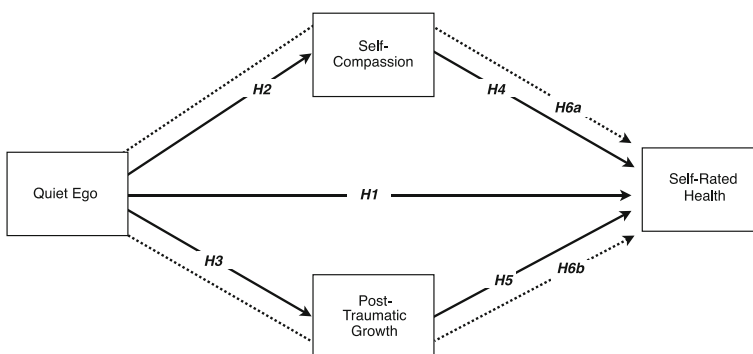 Self-
Compassion
H2
H4
H6a
Quiet Ego
H1
Self-Rated
Health
H3
H5
H6b
Post-
Traumatic
Growth